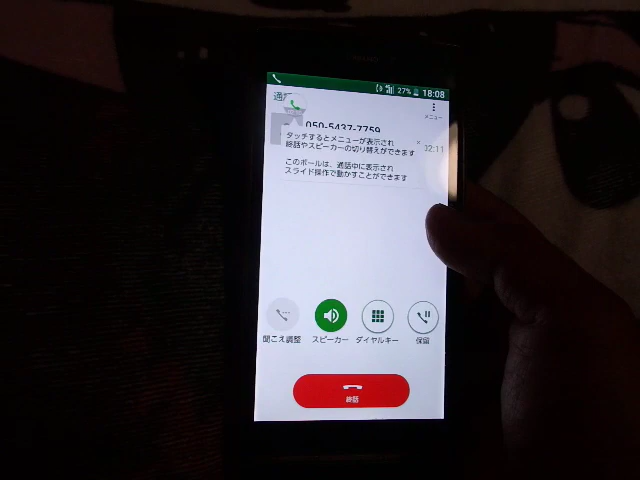 27% 18:08
通
メニュー
050-5437-7759
タッチするとメニューが表示され
終話やスピーカーの切り替えができます
×
32:11
このボールは、通話中に表示され
スライド操作で動かすことができます
聞こえ調整 スピーカー ダイヤルキー 保留
終話